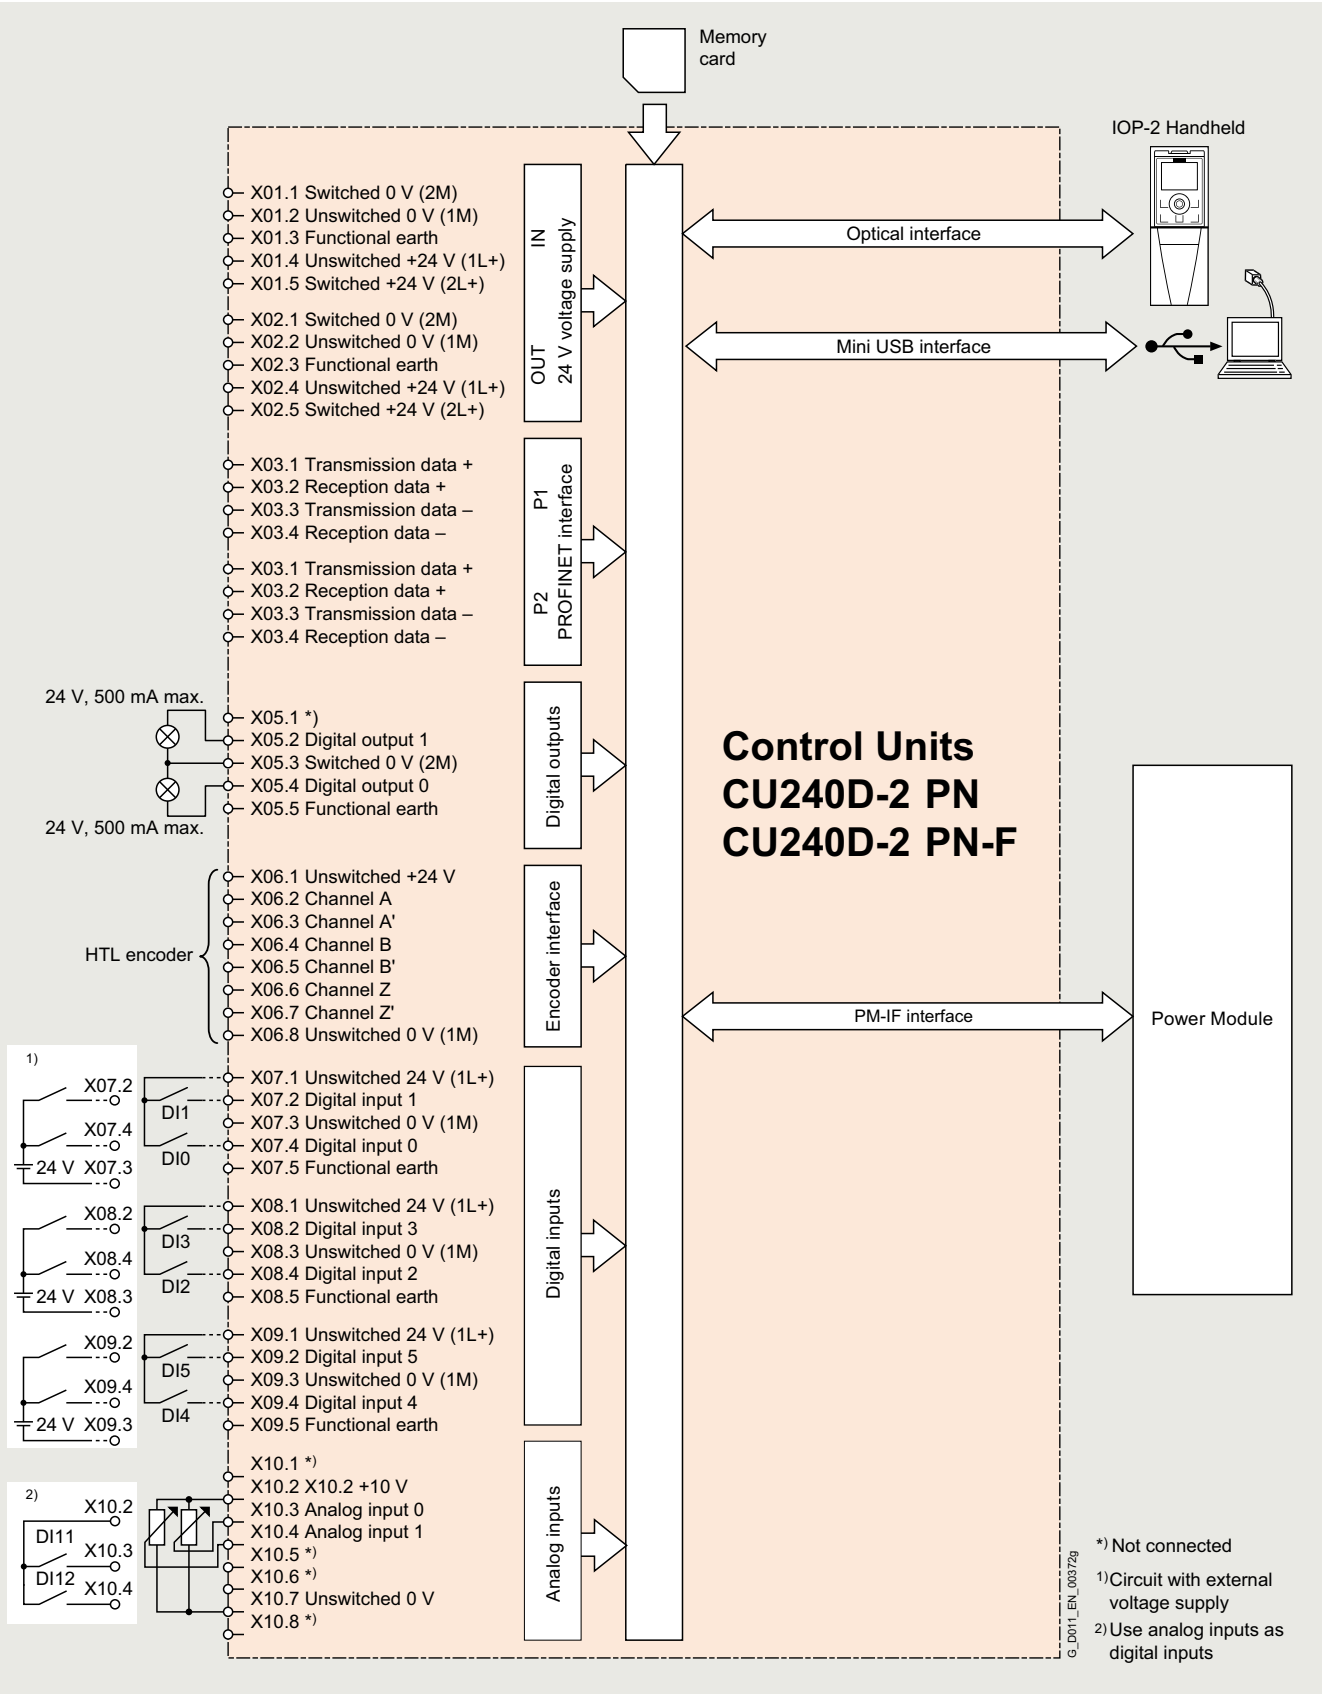 Memory
card
IOP-2 Handheld
X01.1 Switched 0 V (2M)
X01.2 Unswitched 0 V (1M)
X01.3 Functional earth
X01.4 Unswitched +24 V (1L+)
X01.5 Switched +24 V (2L+)
X02.1 Switched 0 V (2M)
X02.2 Unswitched 0 V (1M)
X02.3 Functional earth
X02.4 Unswitched +24 V (1L+)
X02.5 Switched +24 V (2L+)
OUT IN
24 V voltage supply
Optical interface
Mini USB interface
X03.1 Transmission data +
X03.2 Reception data +
X03.3 Transmission data –
X03.4 Reception data –
X03.1 Transmission data +
X03.2 Reception data +
X03.3 Transmission data –
X03.4 Reception data –
P2 P1
PROFINET interface
24 V, 500 mA max.
24 V, 500 mA max.
X05.1 *)
X05.2 Digital output 1
X05.3 Switched 0 V (2M)
X05.4 Digital output 0
X05.5 Functional earth
Digital outputs
Control Units
CU240D-2 PN
CU240D-2 PN-F
HTL encoder
X06.1 Unswitched +24 V
X06.2 Channel A
X06.3 Channel A'
X06.4 Channel B
X06.5 Channel B'
X06.6 Channel Z
X06.7 Channel Z'
X06.8 Unswitched 0 V (1M)
Encoder interface
PM-IF interface
Power Module
1)
X07.2
X07.4
24 V X07.3
DI1
DI0
X07.1 Unswitched 24 V (1L+)
X07.2 Digital input 1
X07.3 Unswitched 0 V (1M)
X07.4 Digital input 0
X07.5 Functional earth
X08.2
X08.4
24 V X08.3
DI3
DI2
X08.1 Unswitched 24 V (1L+)
X08.2 Digital input 3
X08.3 Unswitched 0 V (1M)
X08.4 Digital input 2
X08.5 Functional earth
X09.2
X09.4
24 V X09.3
DI5
DI4
X09.1 Unswitched 24 V (1L+)
X09.2 Digital input 5
X09.3 Unswitched 0 V (1M)
X09.4 Digital input 4
X09.5 Functional earth
Digital inputs
2)
X10.2
DI11
X10.3
DI12
X10.4
X10.1 *)
X10.2 X10.2 +10 V
X10.3 Analog input 0
X10.4 Analog input 1
X10.5 *)
X10.6 *)
X10.7 Unswitched 0 V
X10.8 *)
Analog inputs
G_D011_EN_00372g
*) Not connected
1) Circuit with external
voltage supply
2) Use analog inputs as
digital inputs